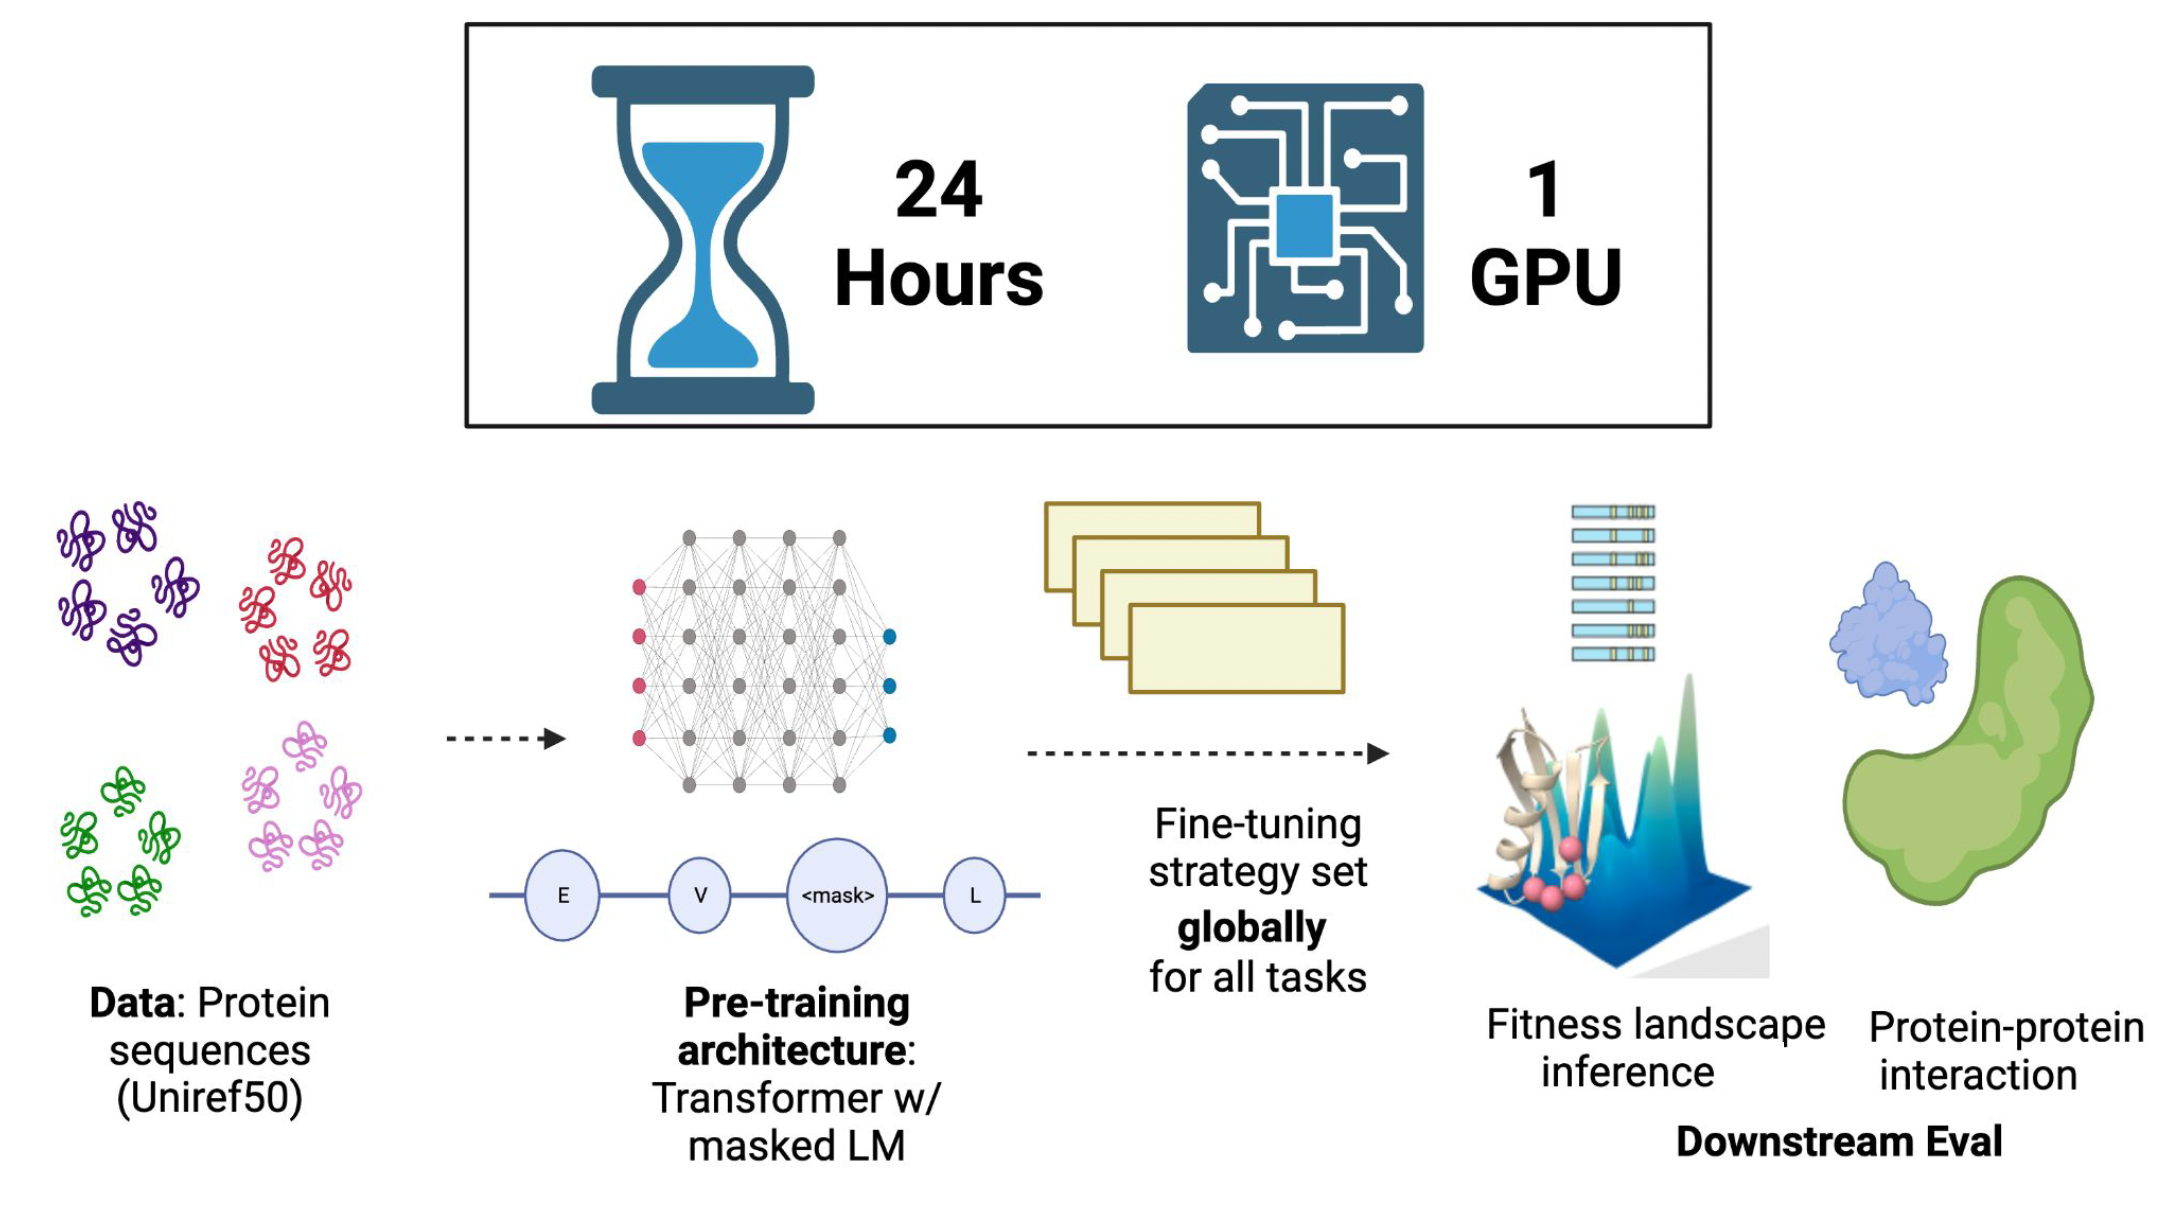 24
Hours
1
GPU
E
V
<mask>
L
Data: Protein
sequences
(Uniref50)
Pre-training
architecture:
Transformer w/
masked LM
Fine-tuning
strategy set
globally
for all tasks
Fitness landscape
inference
Protein-protein
interaction
Downstream Eval